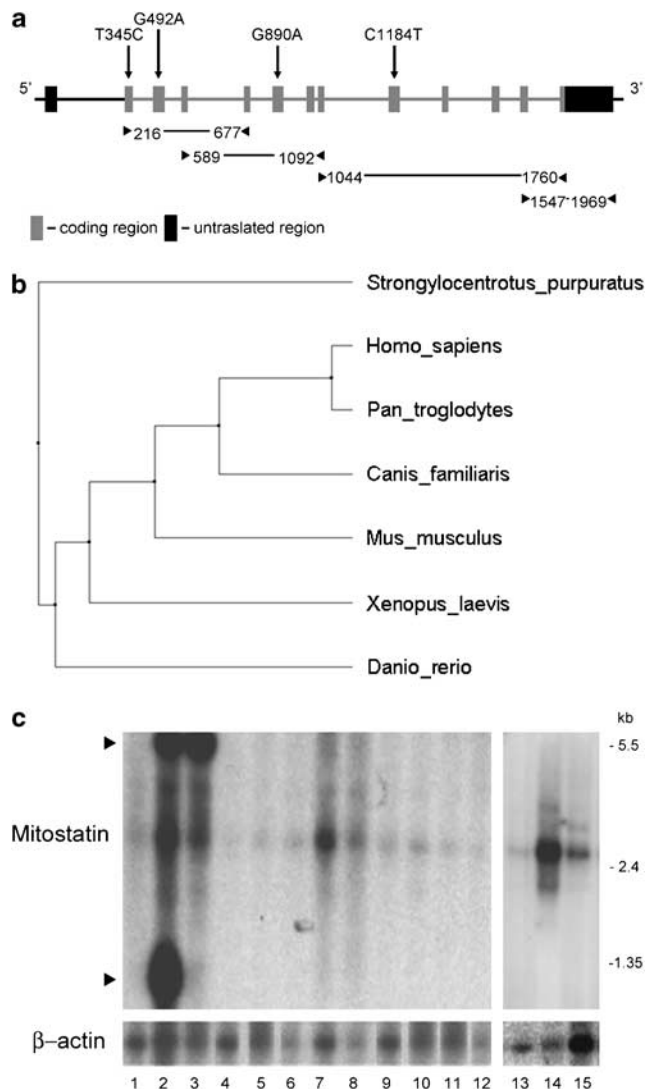 a
G492A
T345C G890A C1184T
5' 3'
216 677
589 1092
1044 1760
1547 1969
– coding region – untraslated region
b
Strongylocentrotus_purpuratus
Homo_sapiens
Pan_troglodytes
Canis_familiaris
Mus_musculus
Xenopus_laevis
Danio_rerio
c
kb
- 5.5
Mitostatin
- 2.4
-1.35
β–actin
1 2 3 4 5 6 7 8 9 10 11 12 13 14 15